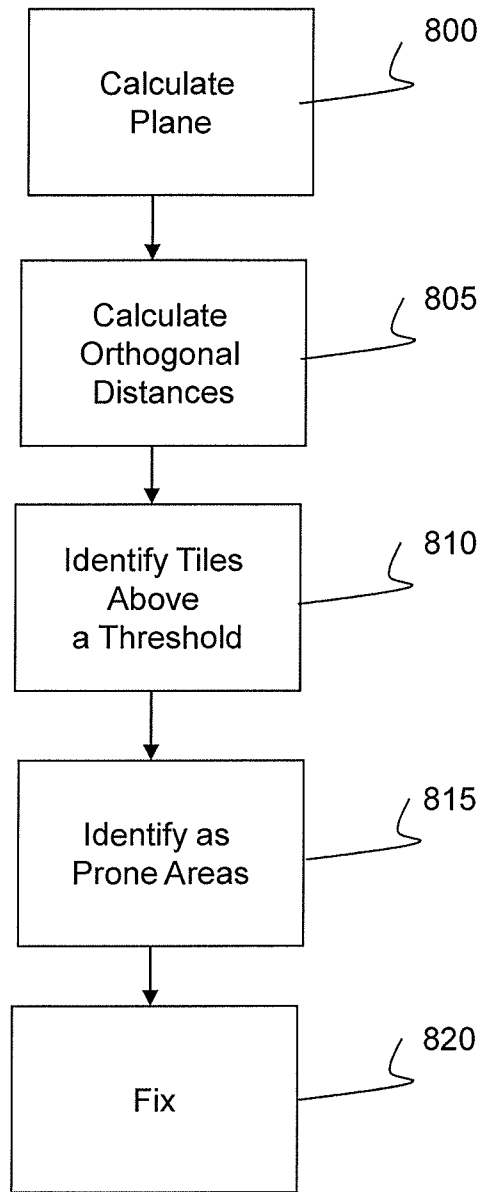 800
Calculate
Plane
805
Calculate
Orthogonal
Distances
810
Identify Tiles
Above
a Threshold
815
Identify as
Prone Areas
820
Fix